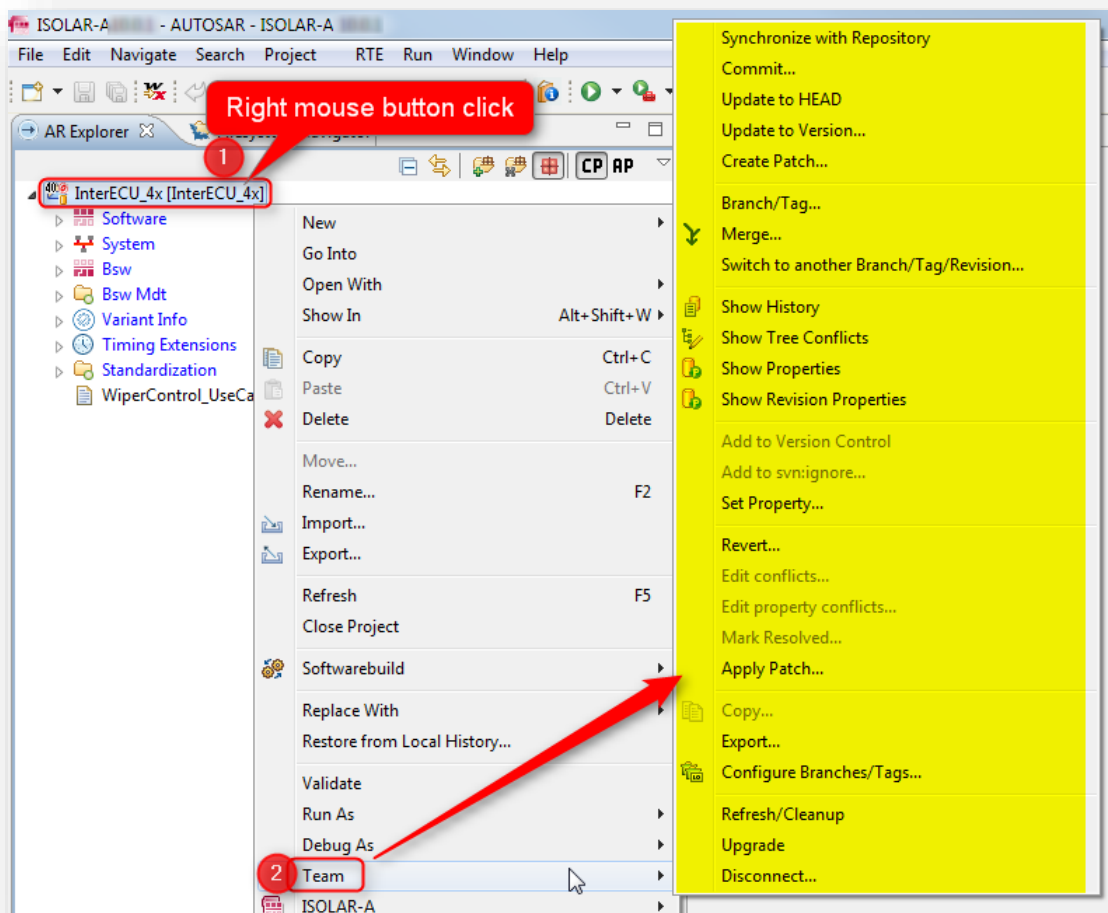 ISOLAR-A - AUTOSAR - ISOLAR-A
File Edit Navigate Search Project RTE Run Window Help
Right mouse button click
AR Explorer
1
CP AP
InterECU_4x [InterECU_4x]
Software
System
Bsw
Bsw Mdt
Variant Info
Timing Extensions
Standardization
WiperControl_UseCa
New
Go Into
Open With
Show In Alt+Shift+W
Copy Ctrl+C
Paste Ctrl+V
Delete Delete
Move...
Rename... F2
Import...
Export...
Refresh F5
Close Project
Softwarebuild
Replace With
Restore from Local History...
Validate
Run As
Debug As
2 Team
ISOLAR-A
Synchronize with Repository
Commit...
Update to HEAD
Update to Version...
Create Patch...
Branch/Tag...
Merge...
Switch to another Branch/Tag/Revision...
Show History
Show Tree Conflicts
Show Properties
Show Revision Properties
Add to Version Control
Add to svn:ignore...
Set Property...
Revert...
Edit conflicts...
Edit property conflicts...
Mark Resolved...
Apply Patch...
Copy...
Export...
Configure Branches/Tags...
Refresh/Cleanup
Upgrade
Disconnect...